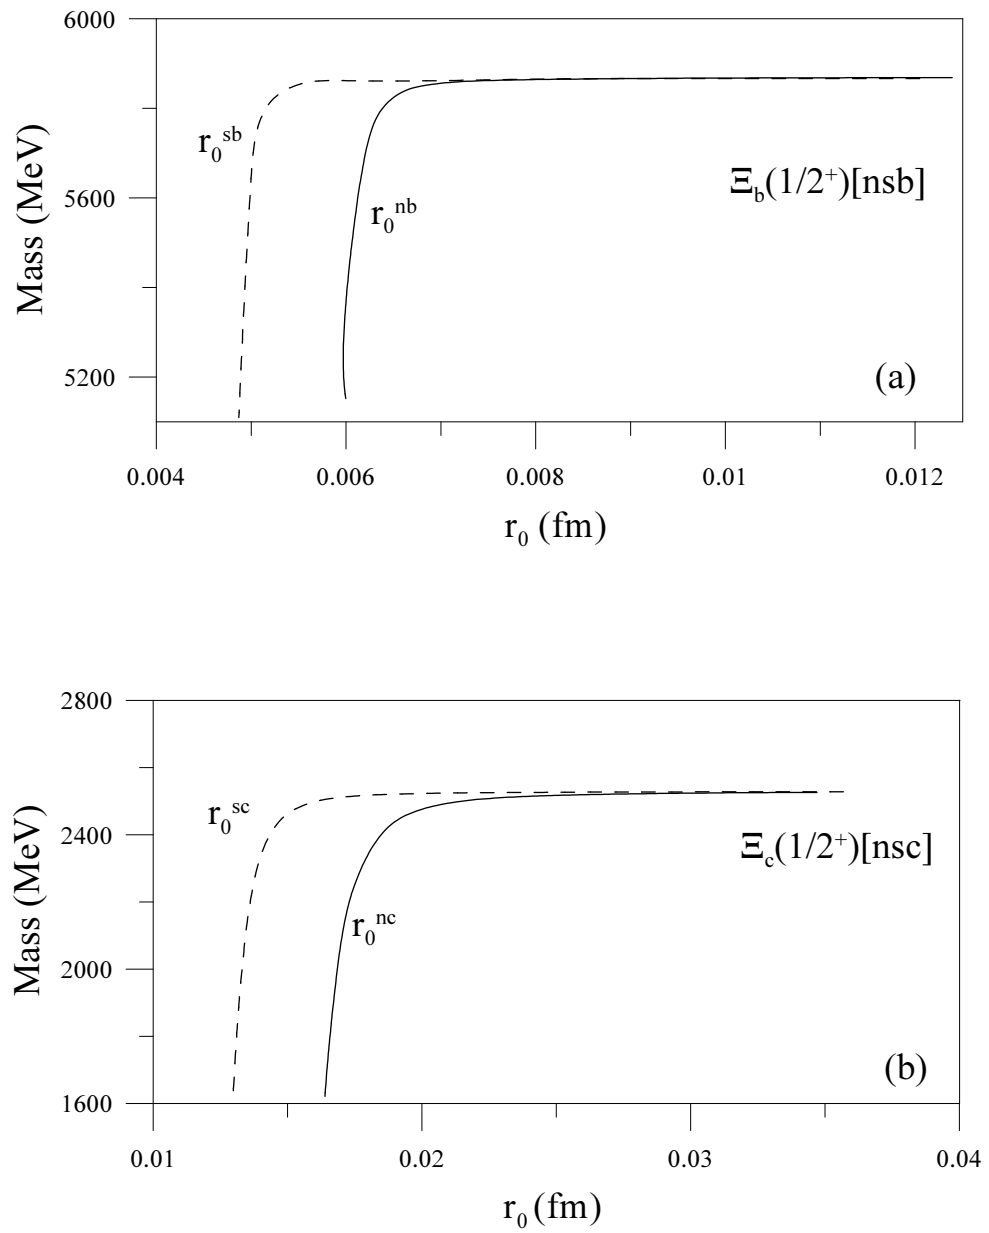 6000
5600
5200
Mass (MeV)
r₀ˢᵇ
r₀ⁿᵇ
Ξb(1/2⁺)[nsb]
(a)
0.004 0.006 0.008 0.01 0.012
r₀ (fm)
2800
2400
2000
1600
Mass (MeV)
r₀ˢᶜ
r₀ⁿᶜ
Ξc(1/2⁺)[nsc]
(b)
0.01 0.02 0.03 0.04
r₀ (fm)